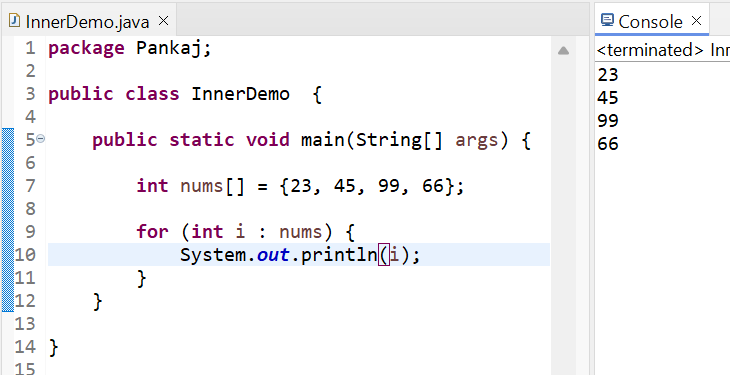 InnerDemo.java
1 package Pankaj;
2
3 public class InnerDemo  {
4
5     public static void main(String[] args) {
6
7         int nums[] = {23, 45, 99, 66};
8
9         for (int i : nums) {
10             System.out.println(i);
11         }
12     }
13
14 }
15
Console
<terminated> Inn
23
45
99
66